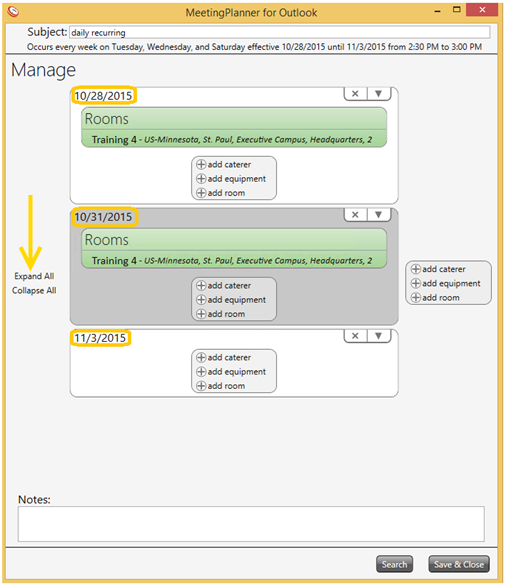 MeetingPlanner for Outlook
Subject: daily recurring
Occurs every week on Tuesday, Wednesday, and Saturday effective 10/28/2015 until 11/3/2015 from 2:30 PM to 3:00 PM
Manage
10/28/2015
Rooms
Training 4 - US-Minnesota, St. Paul, Executive Campus, Headquarters, 2
add caterer
add equipment
add room
10/31/2015
Rooms
Training 4 - US-Minnesota, St. Paul, Executive Campus, Headquarters, 2
add caterer
add equipment
add room
Expand All
Collapse All
add caterer
add equipment
add room
11/3/2015
add caterer
add equipment
add room
Notes:
Search Save & Close